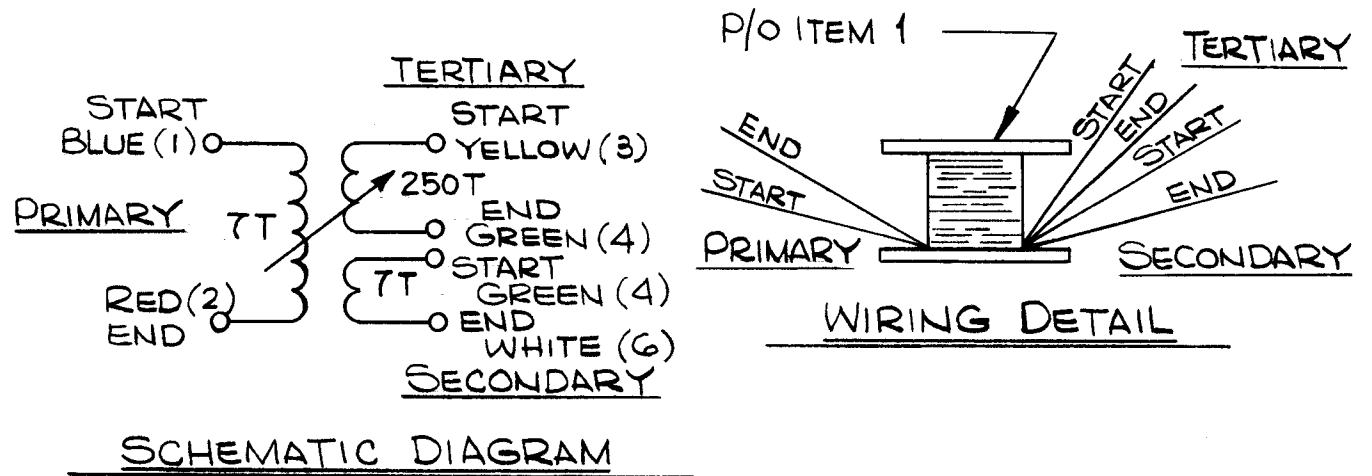 TERTIARY
START
BLUE (1)
START
YELLOW (3)
250T
PRIMARY
7T
END
GREEN (4)
START
GREEN (4)
7T
RED (2)
END
END
WHITE (6)
SECONDARY
SCHEMATIC DIAGRAM
P/O ITEM 1
TERTIARY
START
END
START
END
END
START
PRIMARY
SECONDARY
WIRING DETAIL